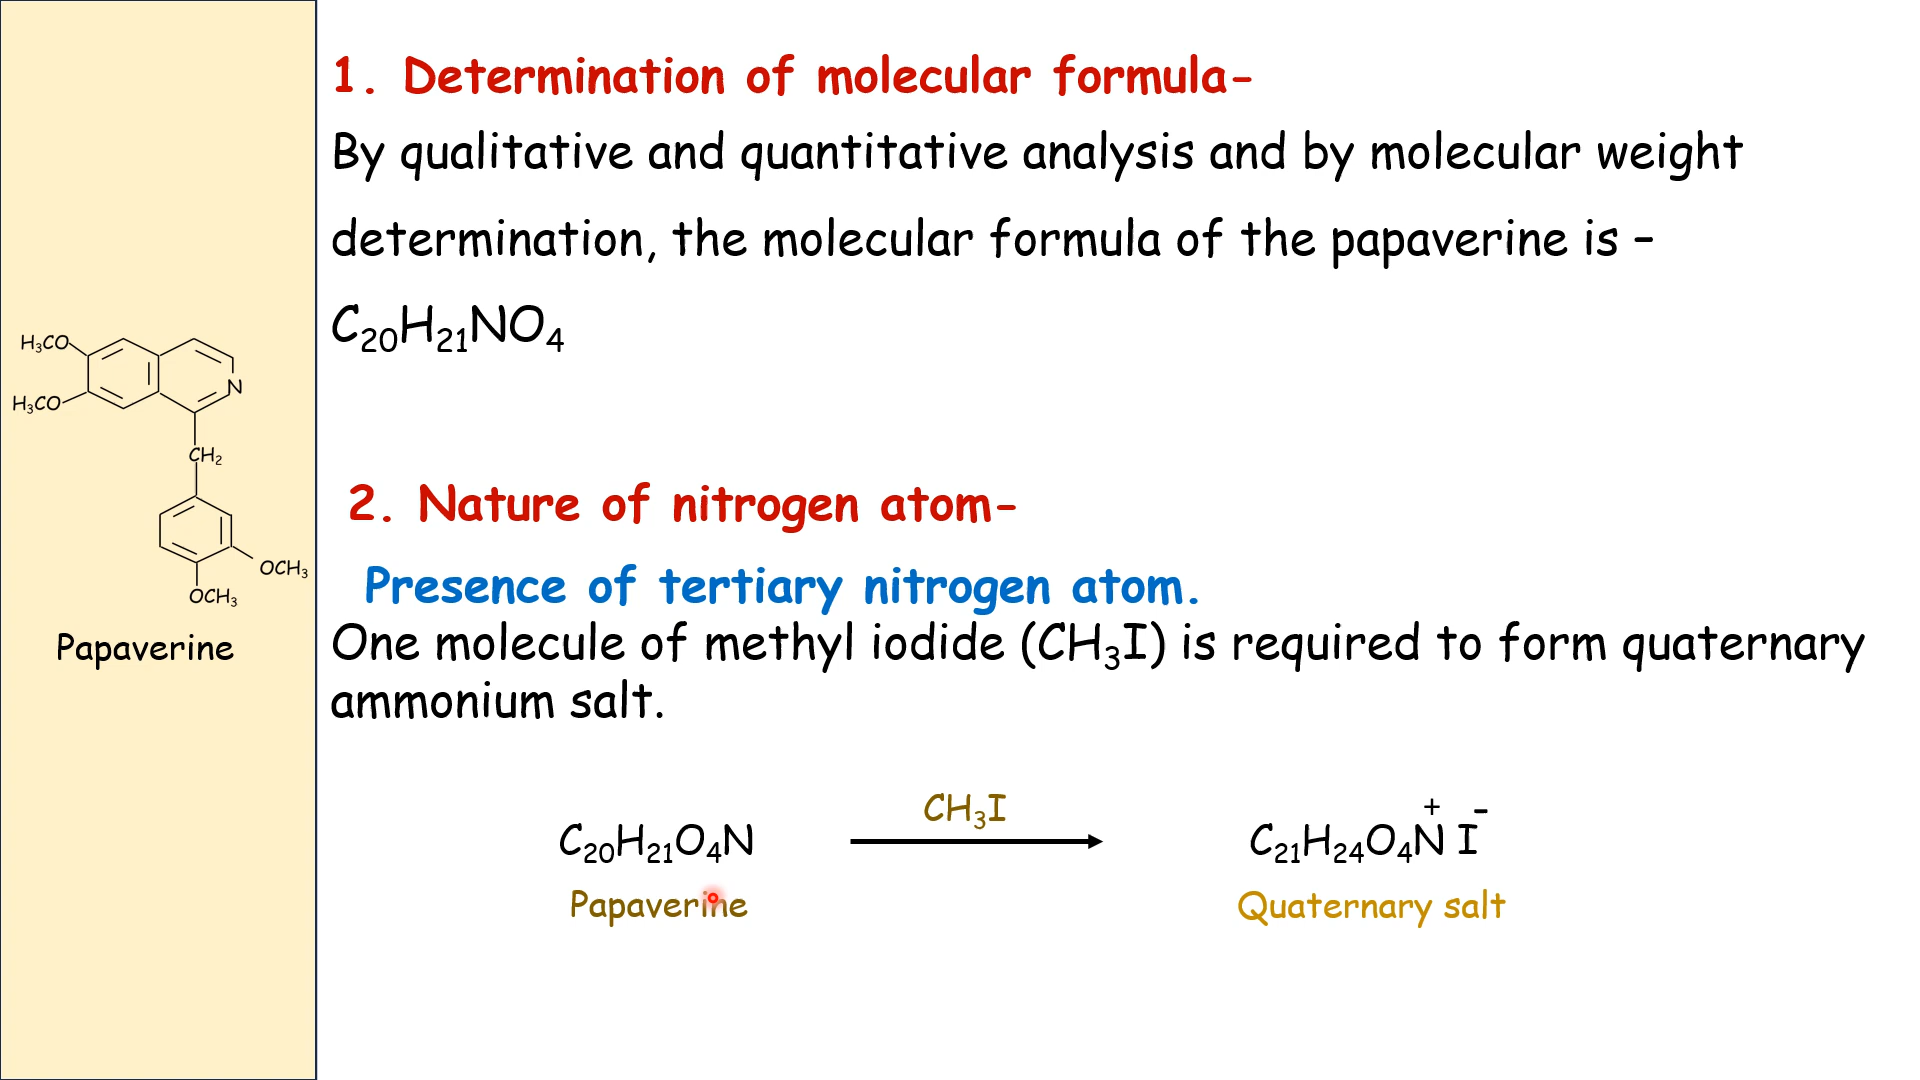 1. Determination of molecular formula-
By qualitative and quantitative analysis and by molecular weight
determination, the molecular formula of the papaverine is –
C₂₀H₂₁NO₄
H₃CO
N
H₃CO
CH₂
OCH₃
OCH₃
Papaverine
2. Nature of nitrogen atom-
Presence of tertiary nitrogen atom.
One molecule of methyl iodide (CH₃I) is required to form quaternary
ammonium salt.
CH₃I
C₂₀H₂₁O₄N
C₂₁H₂₄O₄N⁺ I⁻
Papaverine
Quaternary salt